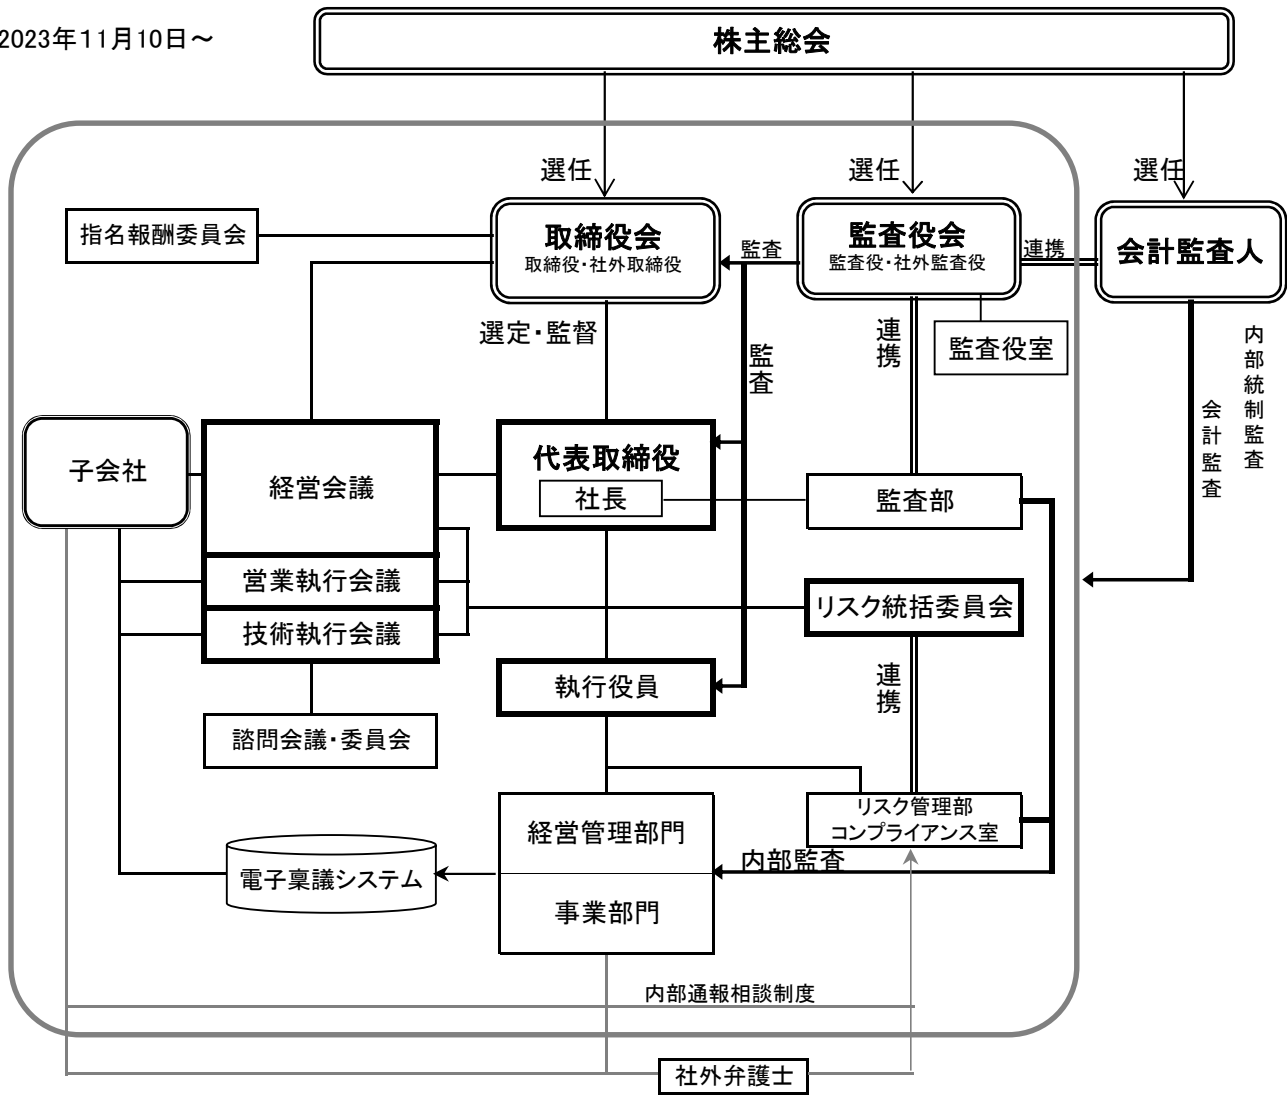 2023年11月10日～
株主総会
選任
選任
選任
指名報酬委員会
取締役会
取締役・社外取締役
監査
監査役会
監査役・社外監査役
連携
会計監査人
選定・監督
監査
連携
監査役室
内部統制監査
会計監査
子会社
経営会議
代表取締役
社長
監査部
営業執行会議
技術執行会議
リスク統括委員会
執行役員
連携
諮問会議・委員会
経営管理部門
事業部門
リスク管理部
コンプライアンス室
内部監査
電子稟議システム
内部通報相談制度
社外弁護士